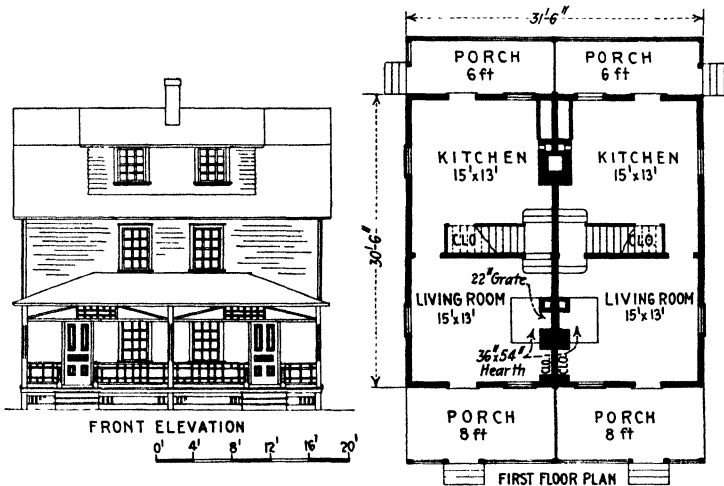 31'-6"
PORCH PORCH
6 ft 6 ft
KITCHEN KITCHEN
15'x13' 15'x13'
CLO. CLO.
30'-6"
22" Grate
LIVING ROOM LIVING ROOM
15'x13' 15'x13'
36"x54"
Hearth
CLO. CLO.
PORCH PORCH
8 ft 8 ft
FRONT ELEVATION
0' 4' 8' 12' 16' 20'
FIRST FLOOR PLAN